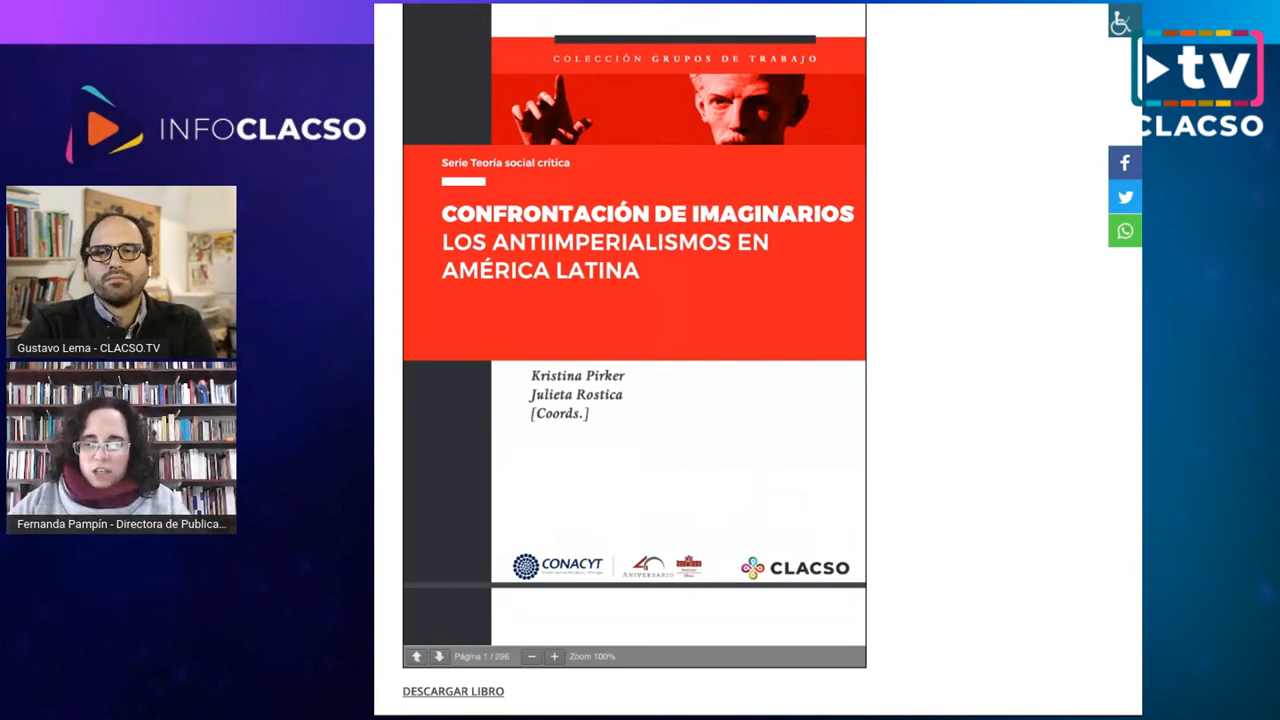 INFOCLACSO
Gustavo Lema - CLACSO.TV
Fernanda Pampín - Directora de Publica...
COLECCIÓN GRUPOS DE TRABAJO
Serie Teoría social crítica
CONFRONTACIÓN DE IMAGINARIOS
LOS ANTIIMPERIALISMOS EN
AMÉRICA LATINA
Kristina Pirker
Julieta Rostica
[Coords.]
CONACYT
40
ANIVERSARIO
CLACSO
Página 1 / 296
Zoom 100%
DESCARGAR LIBRO
tv
CLACSO